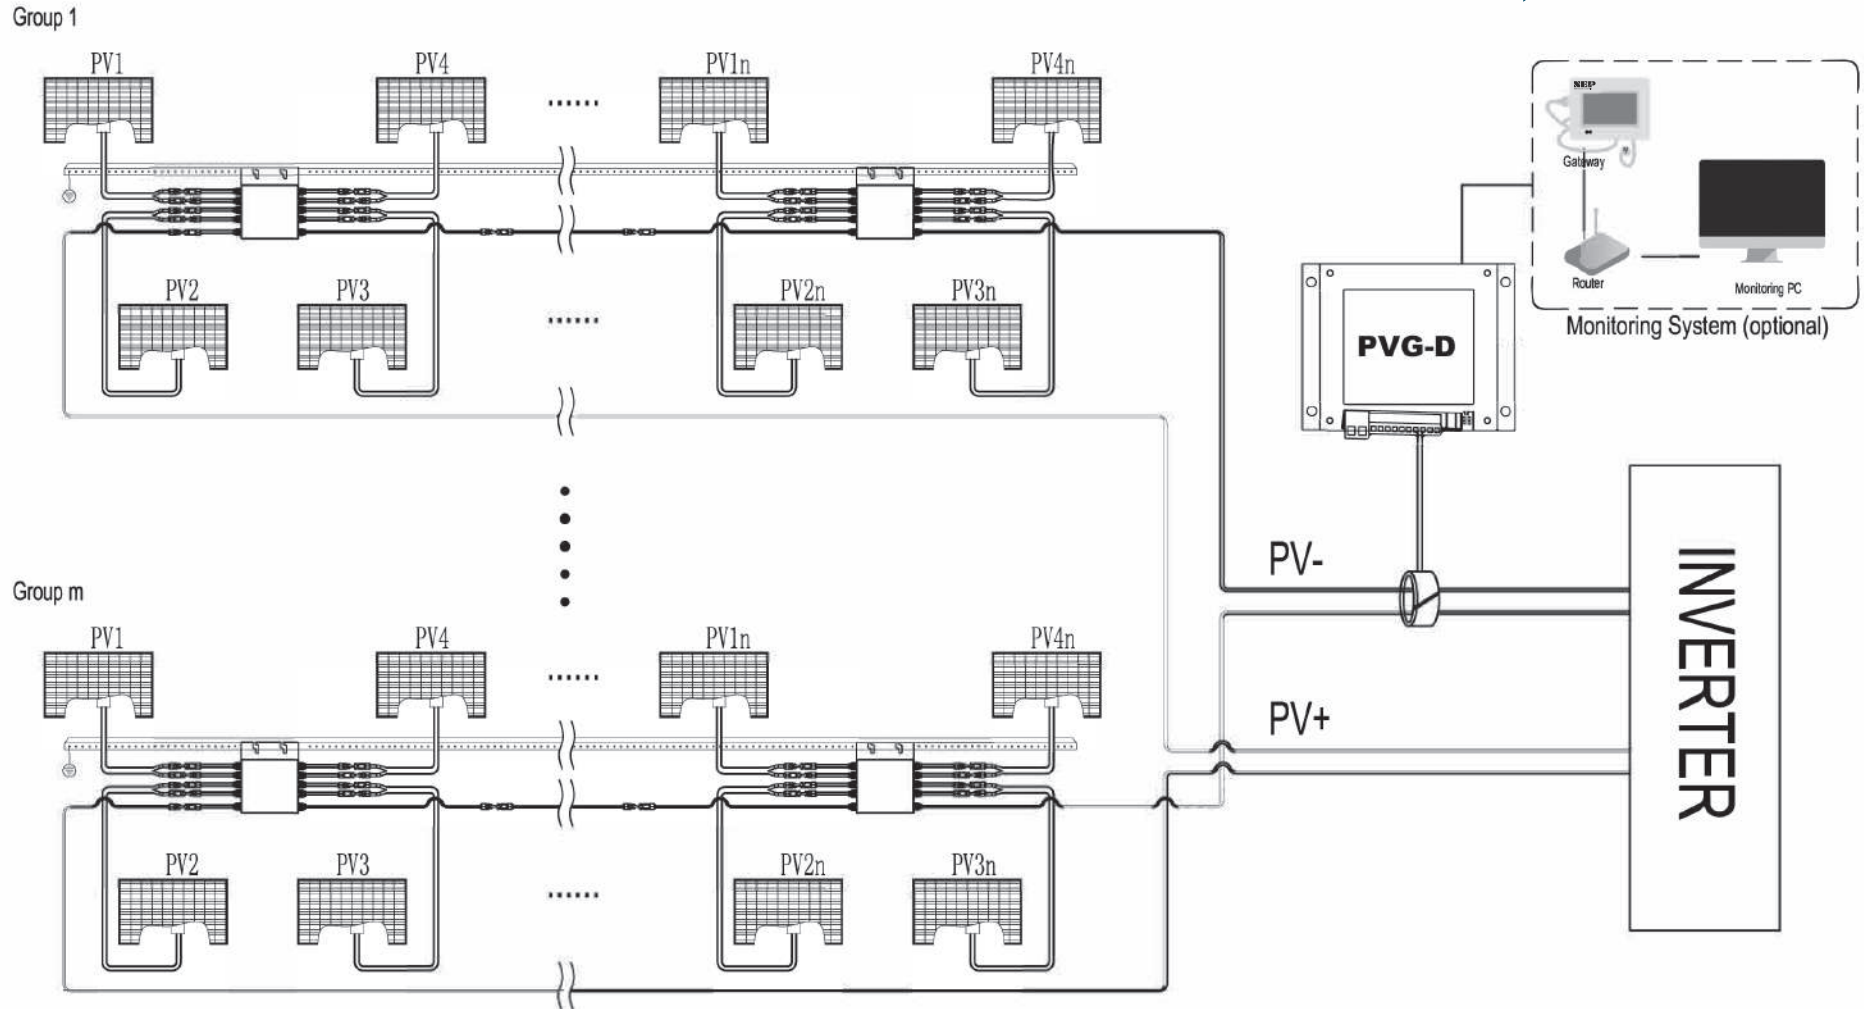 Group 1
PV1
PV4
PV1n
PV4n
PV2
PV3
PV2n
PV3n
NEP
Gateway
Router
Monitoring PC
Monitoring System (optional)
PVG-D
PV-
PV+
INVERTER
Group m
PV1
PV4
PV1n
PV4n
PV2
PV3
PV2n
PV3n